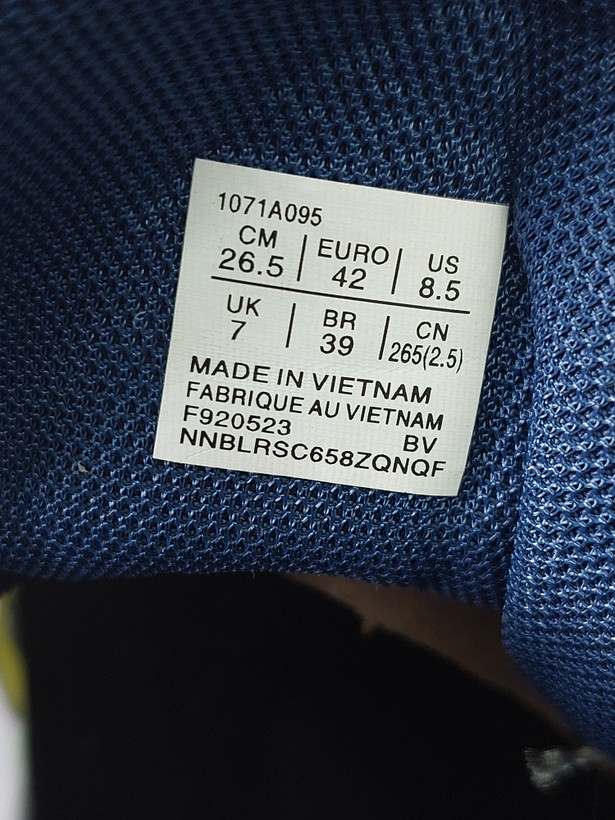 1071A095
CM | EURO | US
26.5 | 42 | 8.5
UK | BR | CN
7 | 39 | 265(2.5)
MADE IN VIETNAM
FABRIQUE AU VIETNAM
F920523 BV
NNBLRSC658ZQNQF